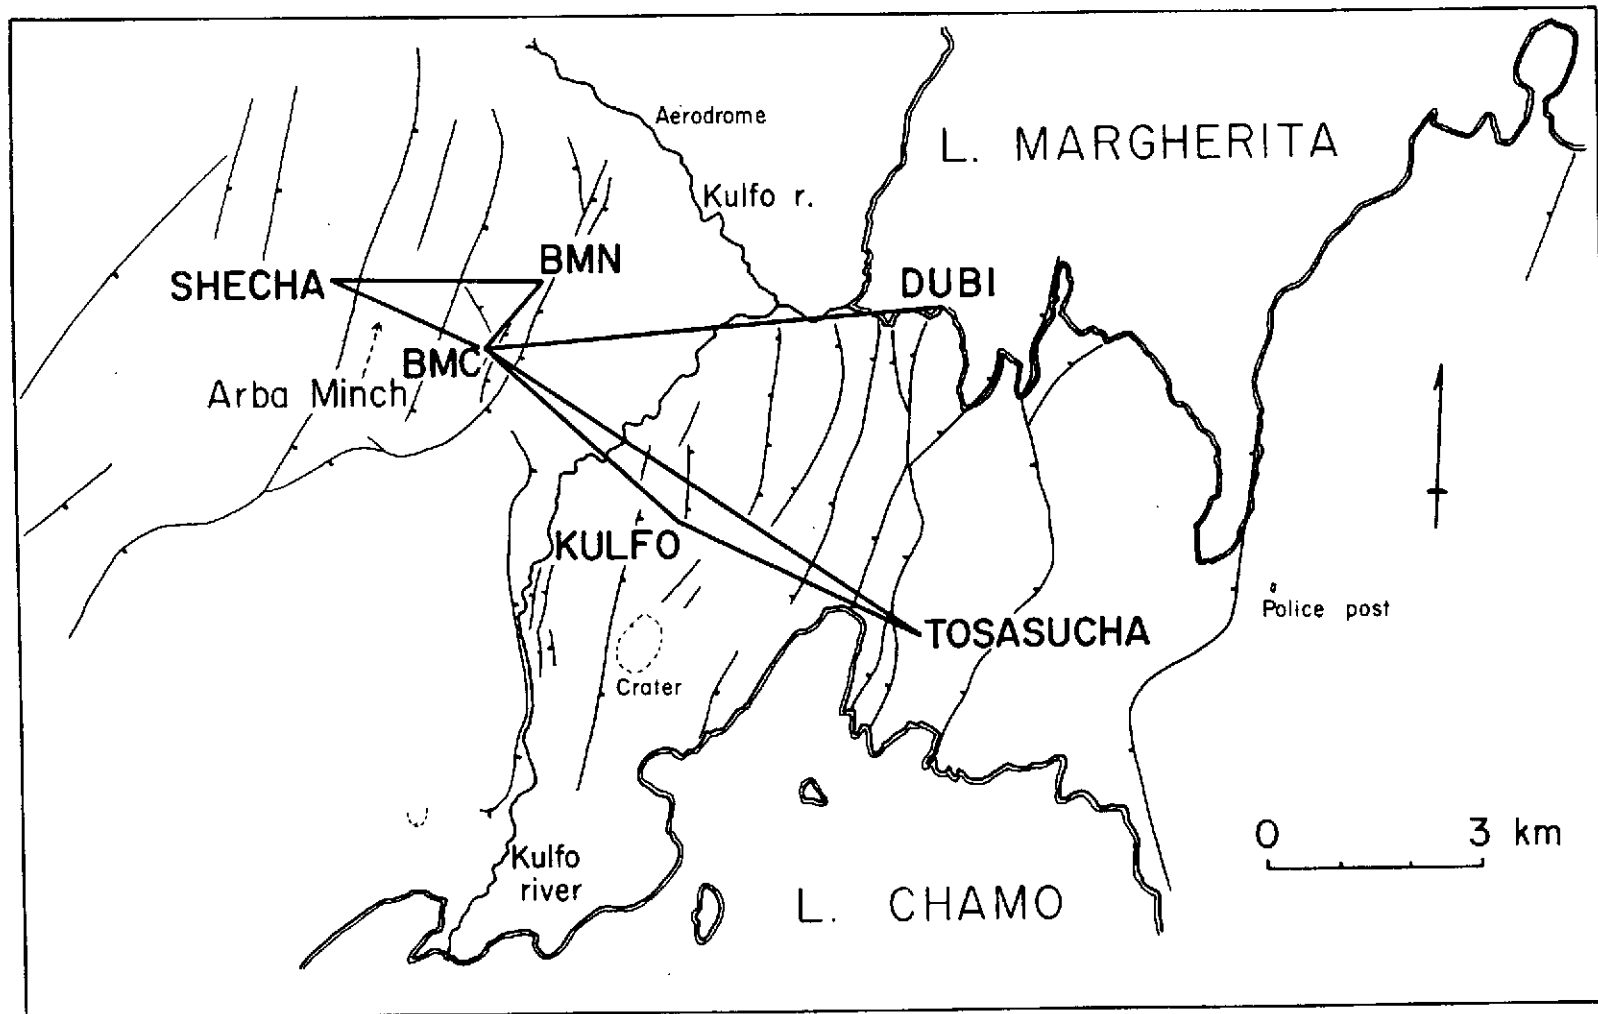 Aerodrome
L. MARGHERITA
Kulfo r.
BMN
SHECHA
DUBI
BMC
Arba Minch
KULFO
Police post
TOSASUCHA
Crater
0 3 km
Kulfo
river
L. CHAMO